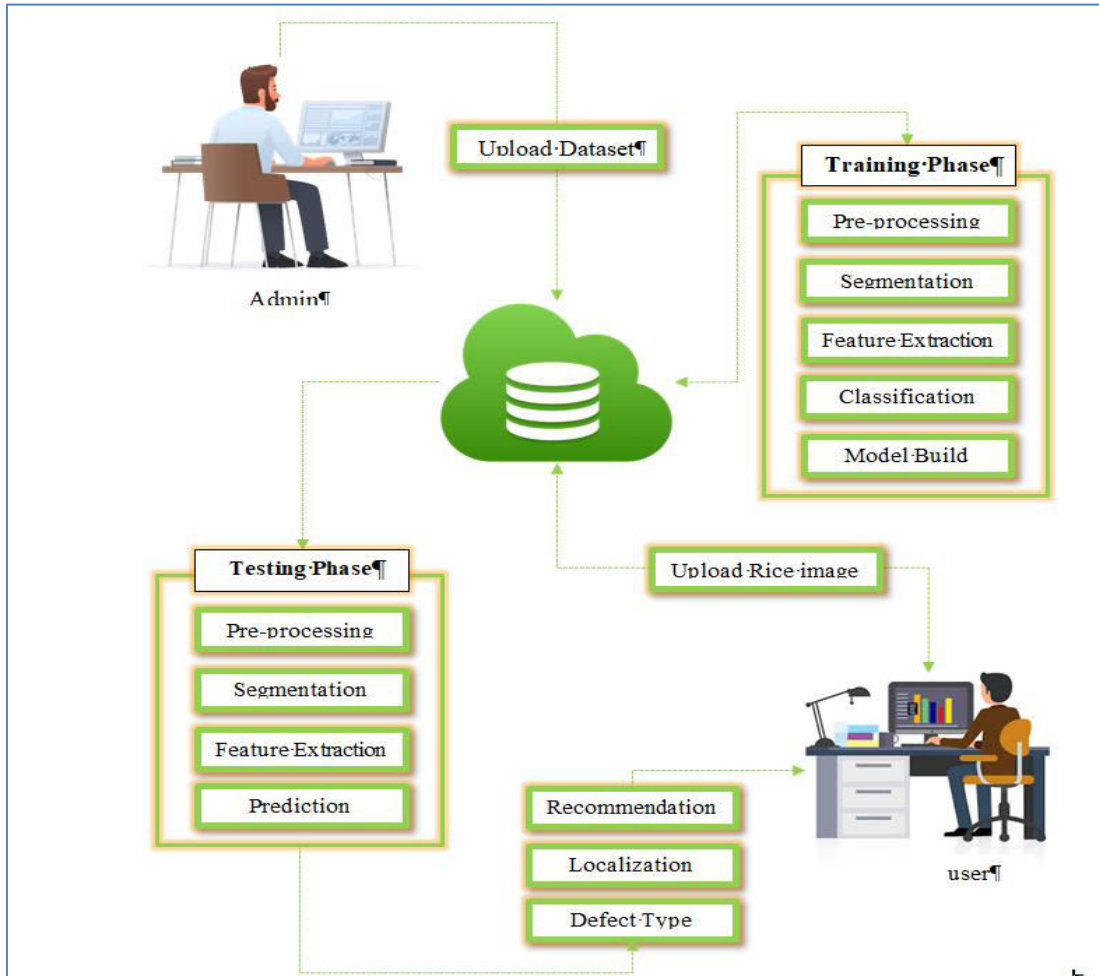 Upload·Dataset¶
Admin¶
Training·Phase¶
Pre-processing
Segmentation
Feature·Extraction
Classification
Model·Build
Testing·Phase¶
Pre-processing
Segmentation
Feature·Extraction
Prediction
Upload·Rice·image
Recommendation
Localization
Defect·Type
user¶